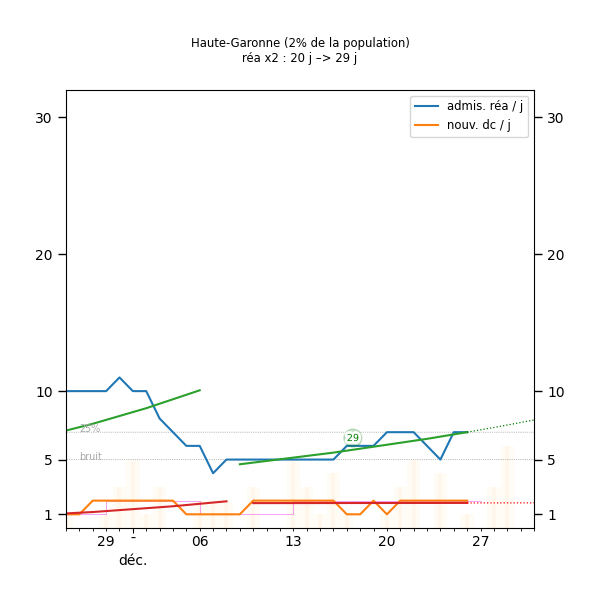 Haute-Garonne (2% de la population)
réa x2 : 20 j –> 29 j
admis. réa / j
nouv. dc / j
30 30
20 20
10 10
25%
29
bruit
5 5
1 1
29 - 06 13 20 27
déc.